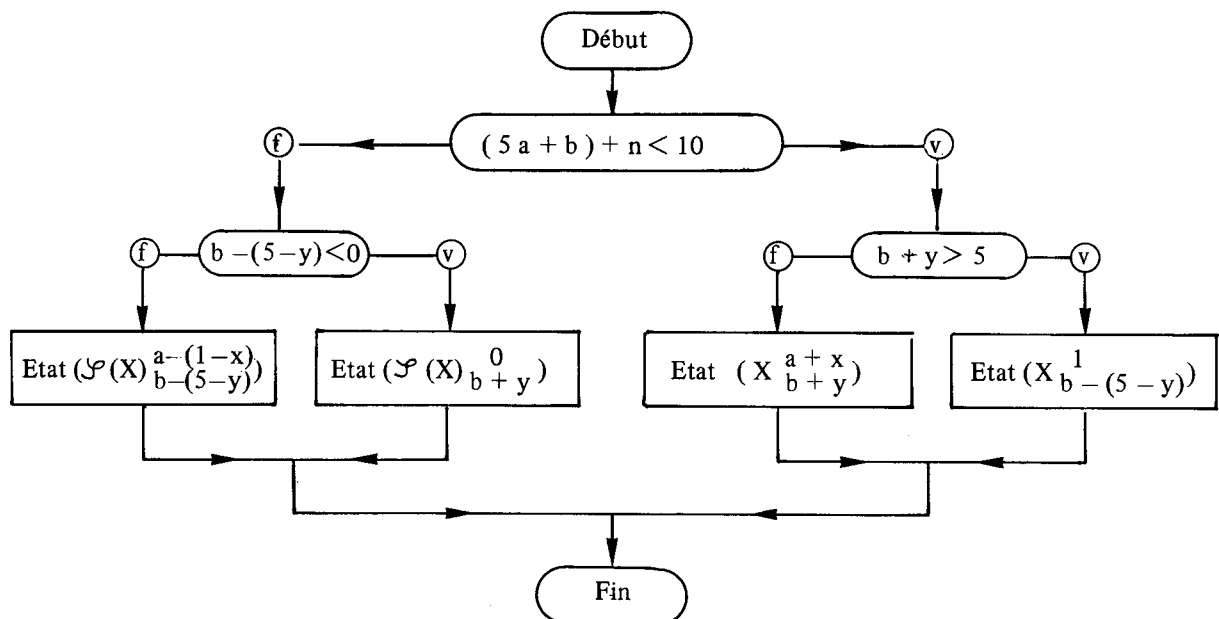 Début
( 5 a + b ) + n < 10
f
v
f
b – (5 – y) < 0
v
f
b + y > 5
v
Etat (𝒮 (X) a – (1 – x) b – (5 – y) )
Etat (𝒮 (X) 0 b + y )
Etat ( X a + x b + y )
Etat (X 1 b – (5 – y) )
Fin